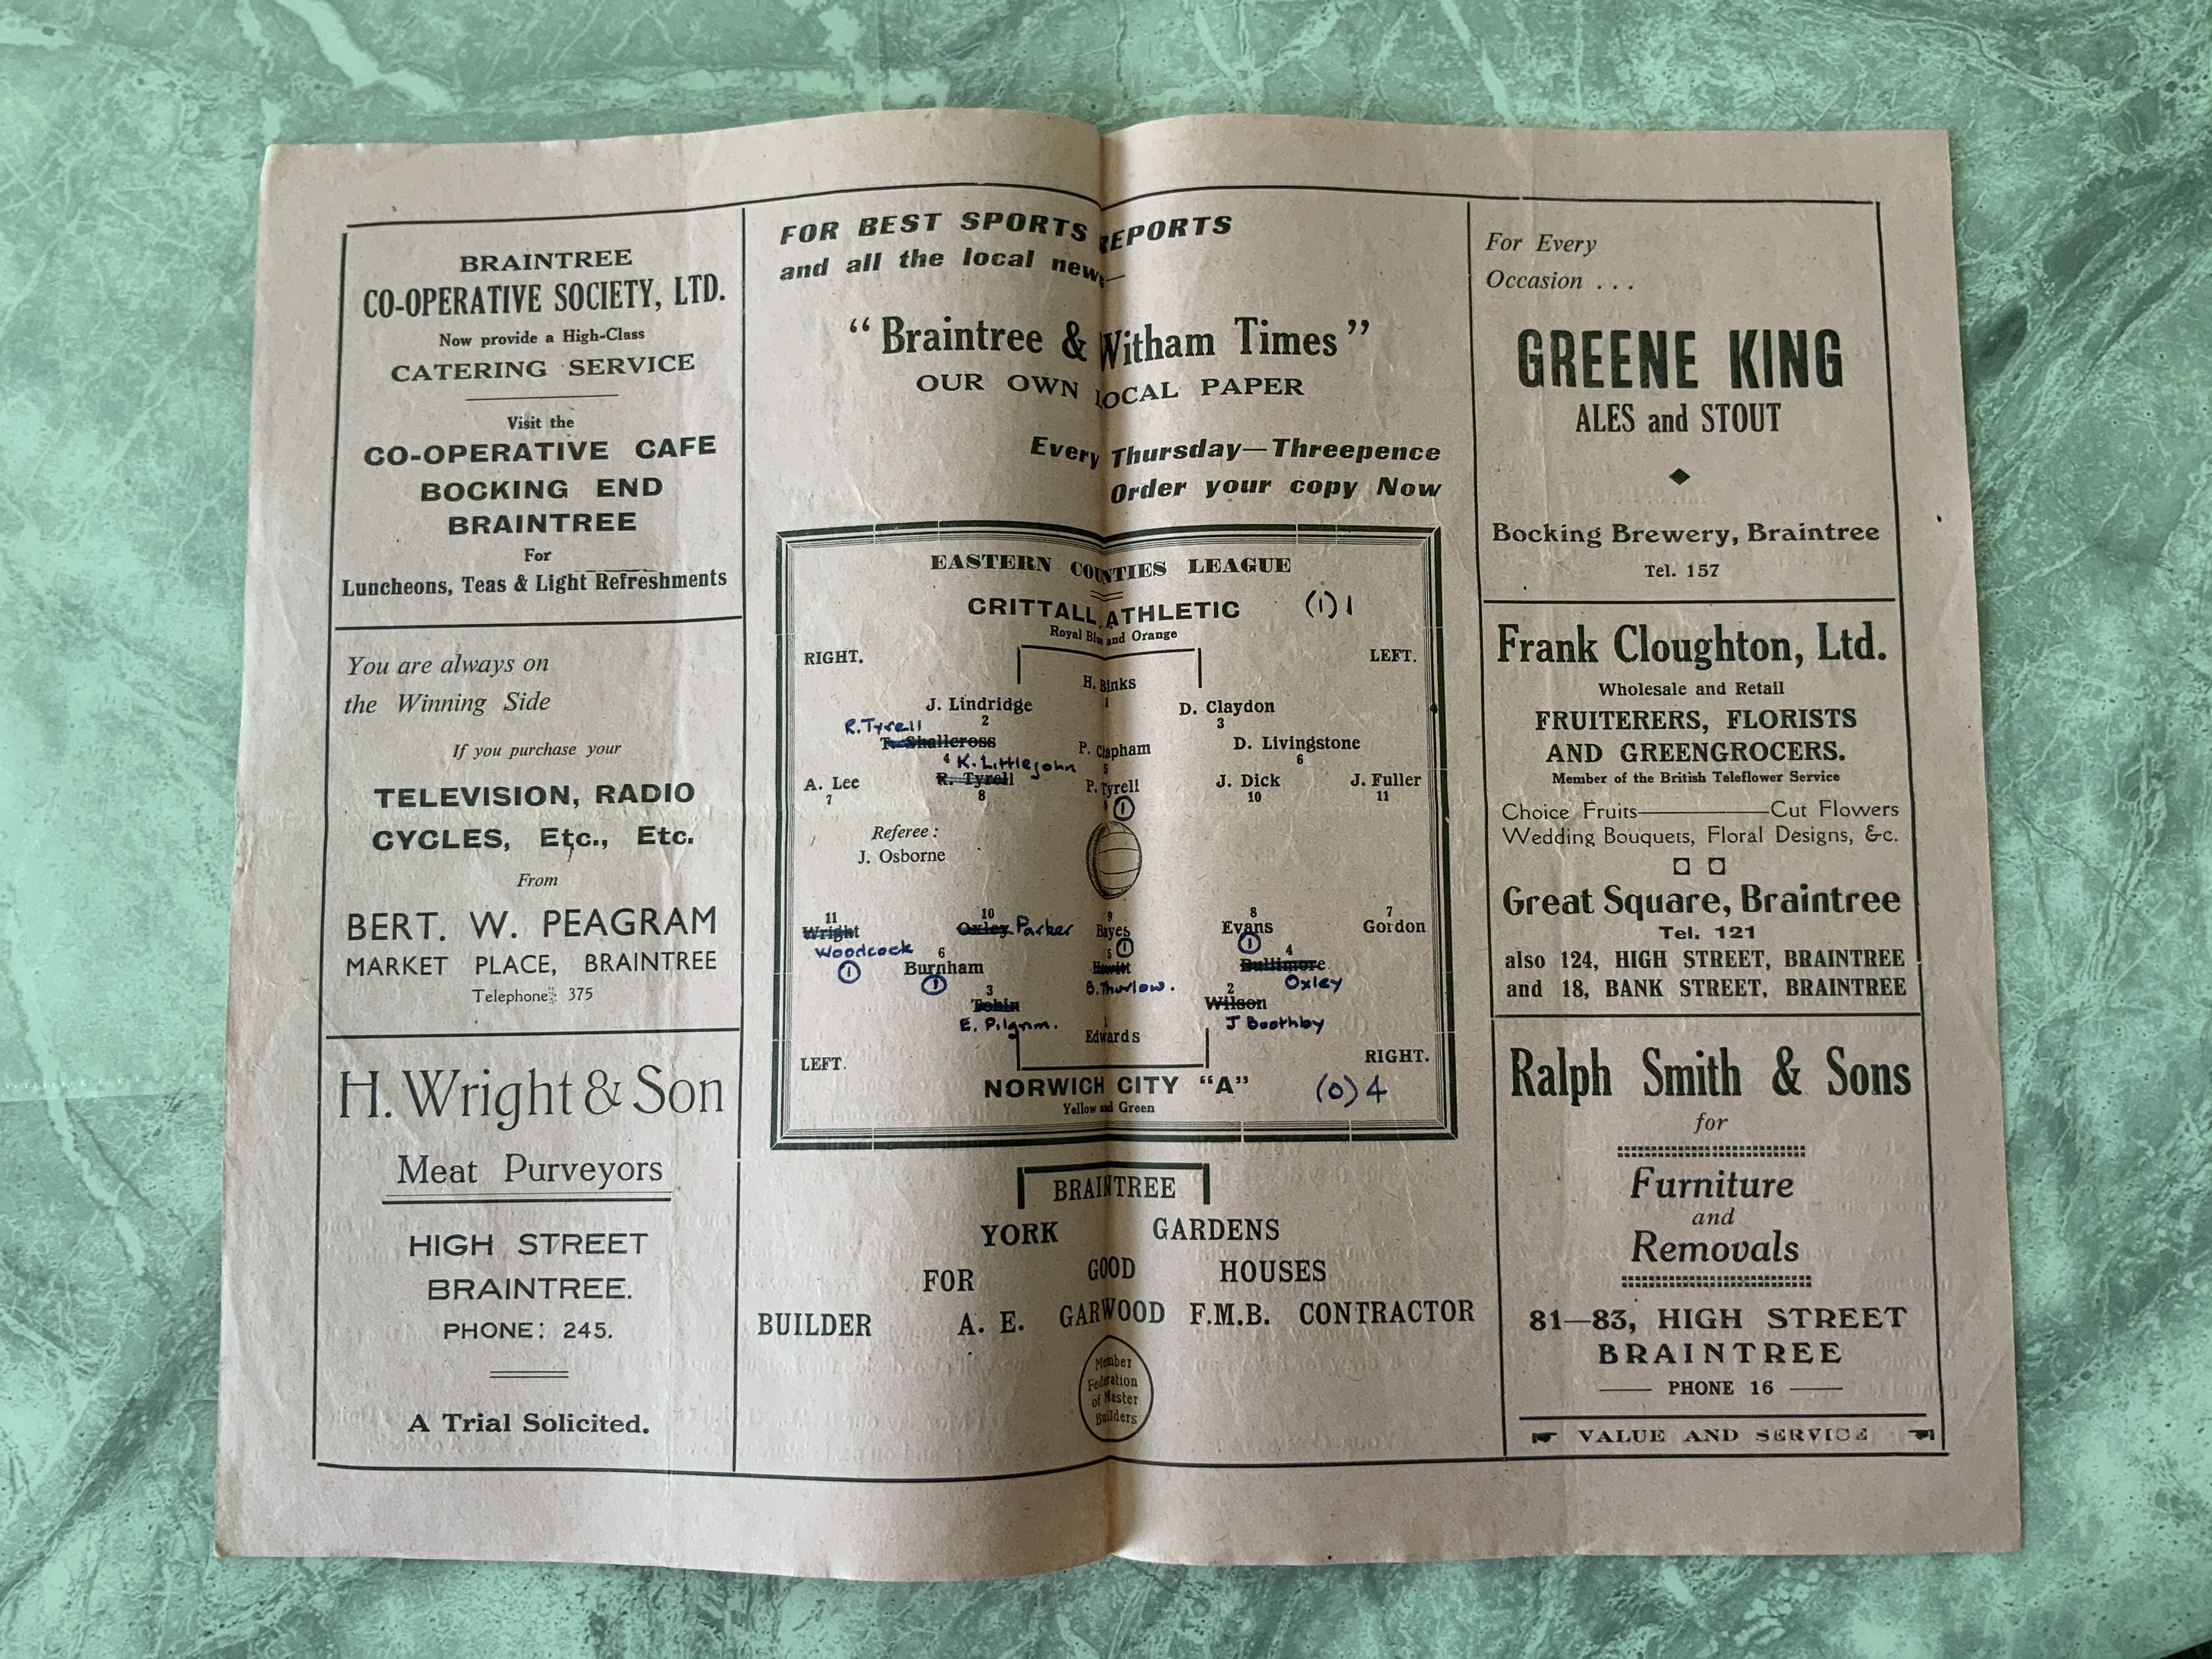 BRAINTREE
CO-OPERATIVE SOCIETY, LTD.
Now provide a High-Class
CATERING SERVICE
Visit the
CO-OPERATIVE CAFE
BOCKING END
BRAINTREE
For
Luncheons, Teas & Light Refreshments
You are always on
the Winning Side
If you purchase your
TELEVISION, RADIO
CYCLES, Etc., Etc.
From
BERT. W. PEAGRAM
MARKET PLACE, BRAINTREE
Telephone: 375
H. Wright & Son
Meat Purveyors
HIGH STREET
BRAINTREE.
PHONE: 245.
A Trial Solicited.
FOR BEST SPORTS REPORTS
and all the local news—
"Braintree & Witham Times"
OUR OWN LOCAL PAPER
Every Thursday—Threepence
Order your copy Now
EASTERN COUNTIES LEAGUE
CRITTALL ATHLETIC (1) 1
Royal Blue and Orange
RIGHT. LEFT.
H. Binks
1
J. Lindridge D. Claydon
2 3
R. Tyrell
T. Shallcross P. Clapham D. Livingstone
4 5 6
K. Littlejohn
A. Lee R. Tyrell P. Tyrell J. Dick J. Fuller
7 8 9 10 11
1
Referee:
J. Osborne
11 10 9 8 7
Wright Oxley Parker Bayes Evans Gordon
Woodcock 1 1
1
6 5 4
Burnham Hewitt Bullimore
1 B. Thurlow. Oxley
3 2
Tobin Wilson
E. Pilgrim. J Boothby
1
Edwards
LEFT. RIGHT.
NORWICH CITY "A" (0) 4
Yellow and Green
BRAINTREE
YORK GARDENS
FOR GOOD HOUSES
BUILDER A. E. GARWOOD F.M.B. CONTRACTOR
Member
Federation
of Master
Builders
For Every
Occasion . . .
GREENE KING
ALES and STOUT
Bocking Brewery, Braintree
Tel. 157
Frank Cloughton, Ltd.
Wholesale and Retail
FRUITERERS, FLORISTS
AND GREENGROCERS.
Member of the British Teleflower Service
Choice Fruits————Cut Flowers
Wedding Bouquets, Floral Designs, &c.
Great Square, Braintree
Tel. 121
also 124, HIGH STREET, BRAINTREE
and 18, BANK STREET, BRAINTREE
Ralph Smith & Sons
for
Furniture
and
Removals
81—83, HIGH STREET
BRAINTREE
PHONE 16
VALUE AND SERVICE